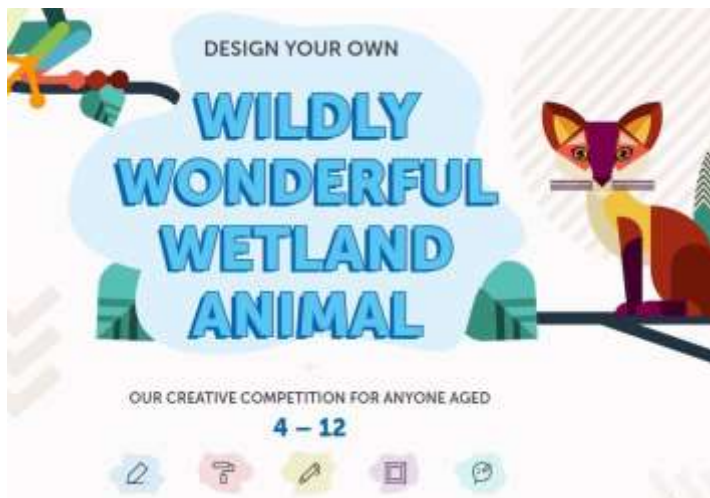 DESIGN YOUR OWN
WILDLY
WONDERFUL
WETLAND
ANIMAL
OUR CREATIVE COMPETITION FOR ANYONE AGED
4 – 12